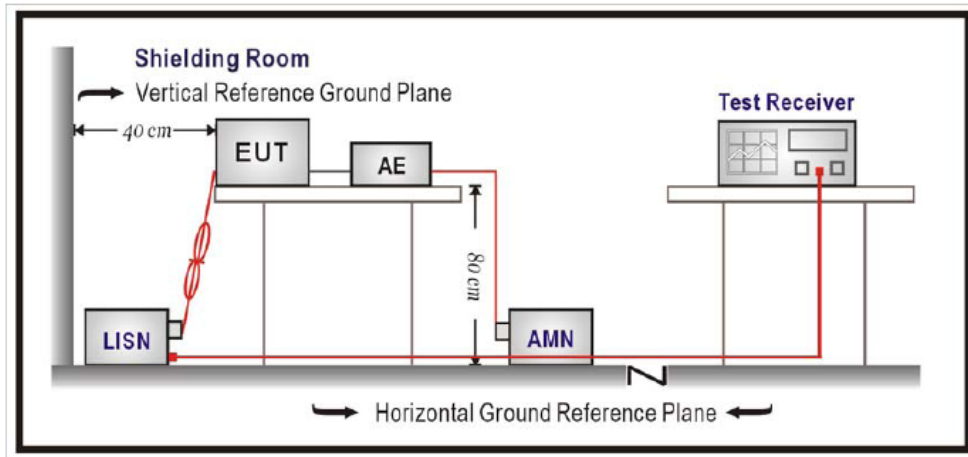 Shielding Room
Vertical Reference Ground Plane
Test Receiver
40 cm
EUT
AE
80 cm
LISN
AMN
Horizontal Ground Reference Plane